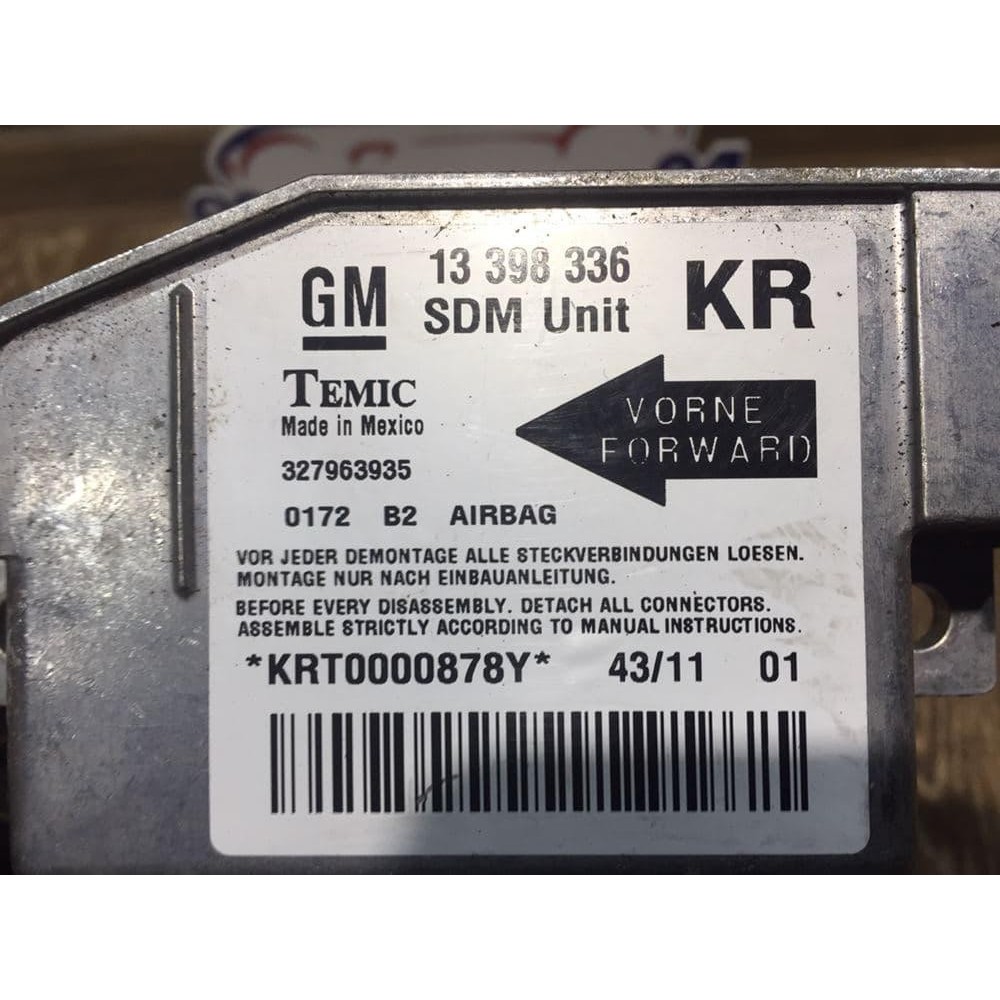 GM
13 398 336
SDM Unit
KR
TEMIC
Made in Mexico
327963935
VORNE
FORWARD
0172 B2 AIRBAG
VOR JEDER DEMONTAGE ALLE STECKVERBINDUNGEN LOESEN.
MONTAGE NUR NACH EINBAUANLEITUNG.
BEFORE EVERY DISASSEMBLY. DETACH ALL CONNECTORS.
ASSEMBLE STRICTLY ACCORDING TO MANUAL INSTRUCTIONS.
*KRT0000878Y* 43/11 01